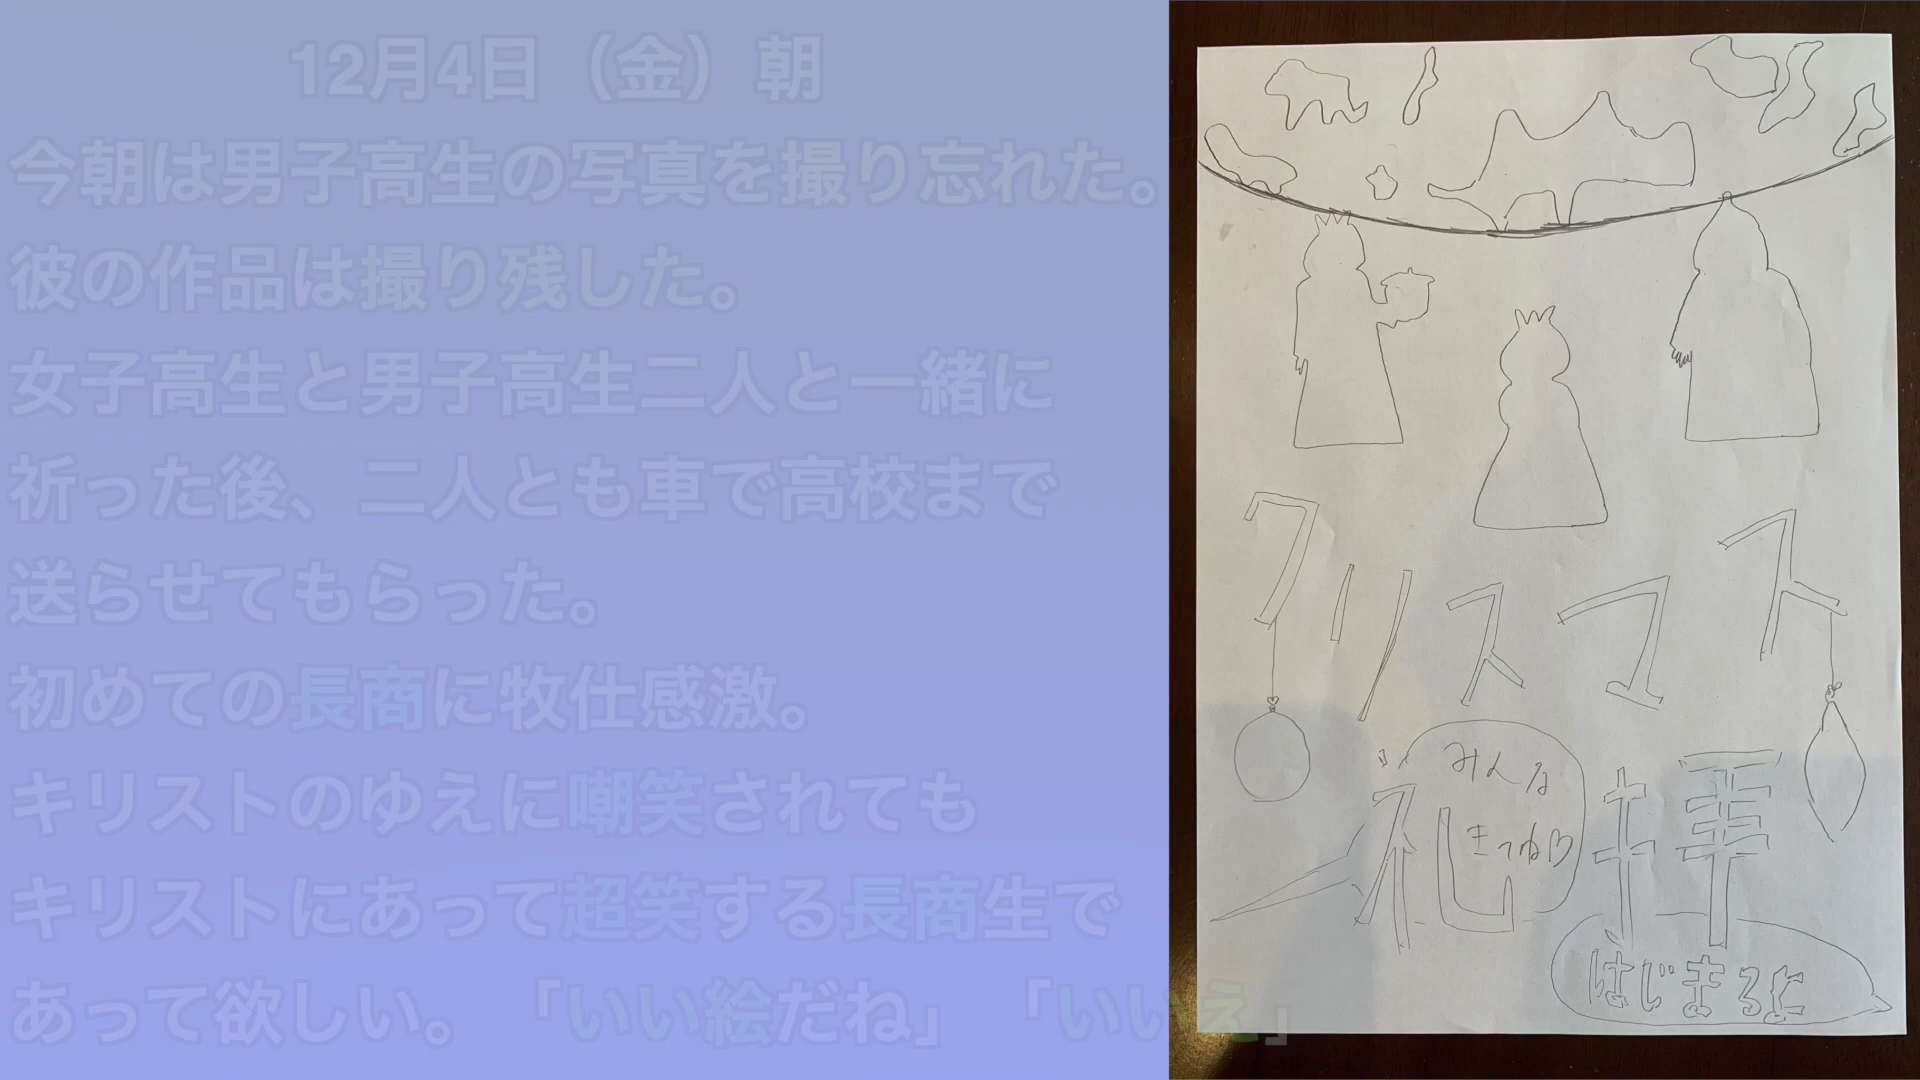 12月4日（金）朝
今朝は男子高生の写真を撮り忘れた。
彼の作品は撮り残した。
女子高生と男子高生二人と一緒に
祈った後、二人とも車で高校まで
送らせてもらった。
初めての長商に牧仕感激。
キリストのゆえに嘲笑されても
キリストにあって超笑する長商生で
あって欲しい。「いい絵だね」「いいえ」
クリスマス
みんな
きてね♡
礼拝
はじまるよ